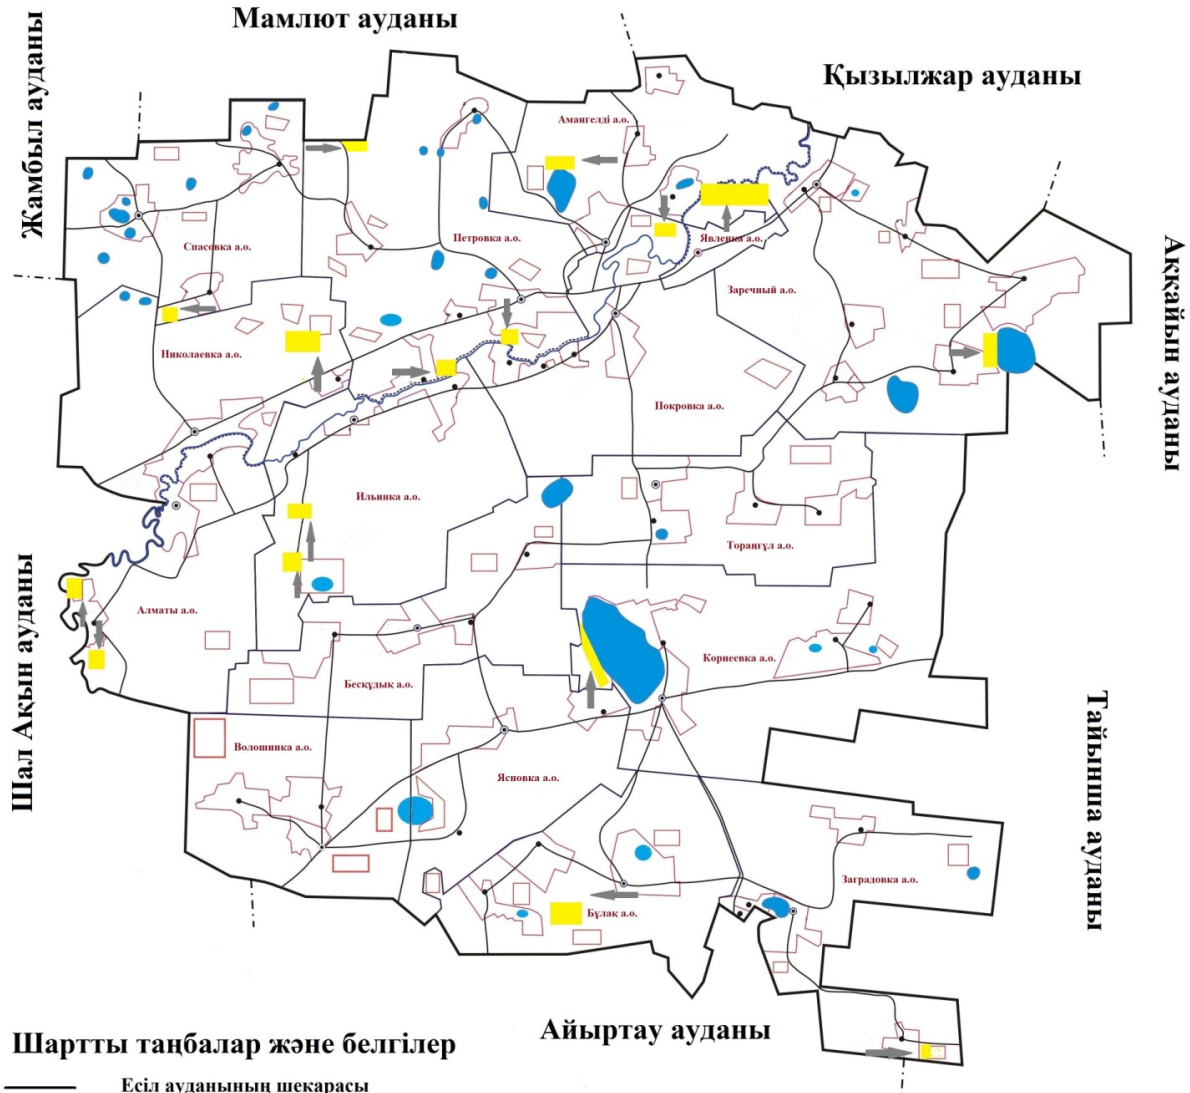 Мамлют ауданы
Қызылжар ауданы
Жамбыл ауданы
Аққайын ауданы
Амангелді а.о.
Спасовка а.о.
Петровка а.о.
Явленка а.о.
Заречный а.о.
Николаевка а.о.
Покровка а.о.
Ильинка а.о.
Тораңғұл а.о.
Шал Ақын ауданы
Алматы а.о.
Бесқұдық а.о.
Корнеевка а.о.
Тайынша ауданы
Волошинка а.о.
Ясновка а.о.
Заградовка а.о.
Бұлақ а.о.
Айыртау ауданы
Шартты таңбалар және белгілер
Есіл ауданының шекарасы